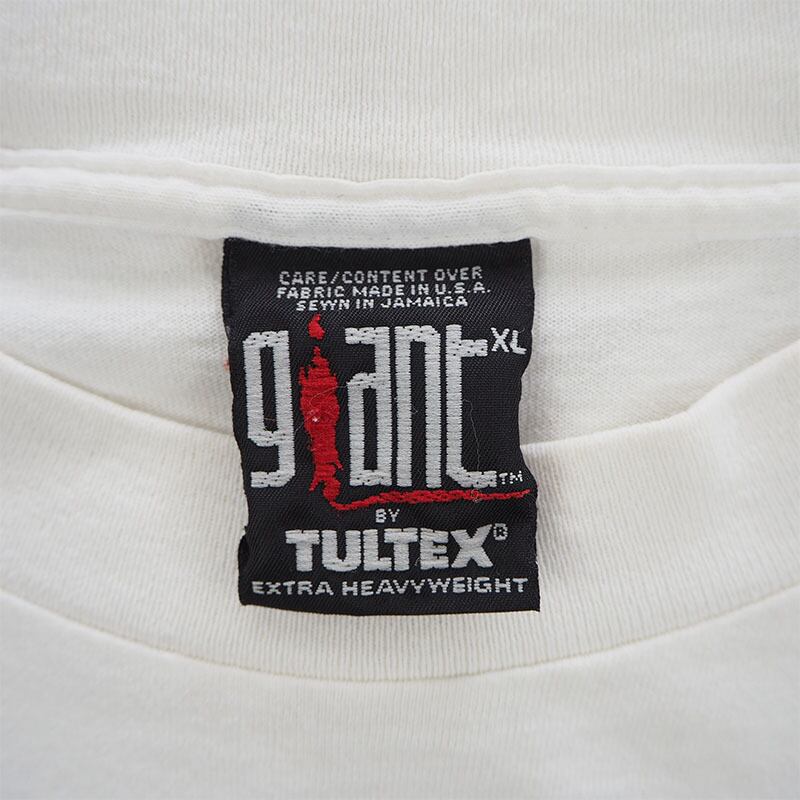 CARE/CONTENT OVER
FABRIC MADE IN U.S.A.
SEWN IN JAMAICA
giant XL
TM
BY
TULTEX®
EXTRA HEAVYWEIGHT